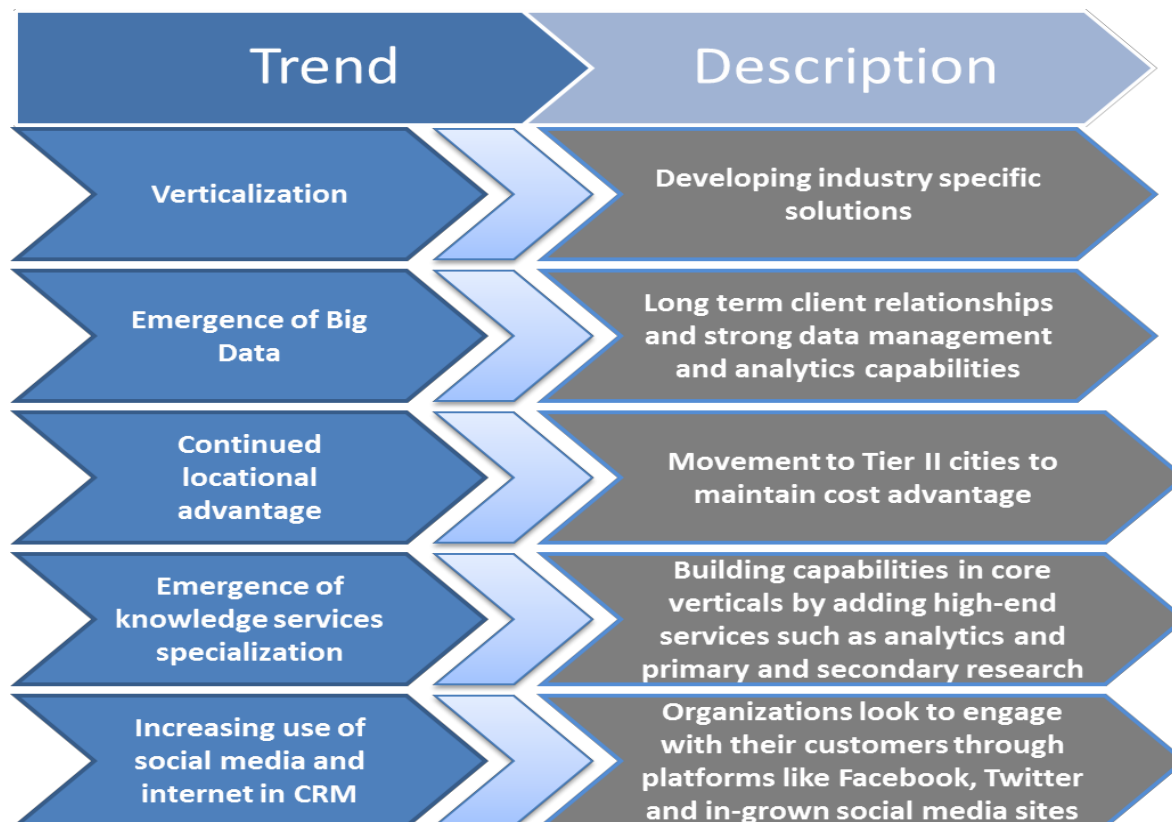 Trend
Description
Verticalization
Developing industry specific
solutions
Emergence of Big
Data
Long term client relationships
and strong data management
and analytics capabilities
Continued
locational
advantage
Movement to Tier II cities to
maintain cost advantage
Emergence of
knowledge services
specialization
Building capabilities in core
verticals by adding high-end
services such as analytics and
primary and secondary research
Increasing use of
social media and
internet in CRM
Organizations look to engage
with their customers through
platforms like Facebook, Twitter
and in-grown social media sites